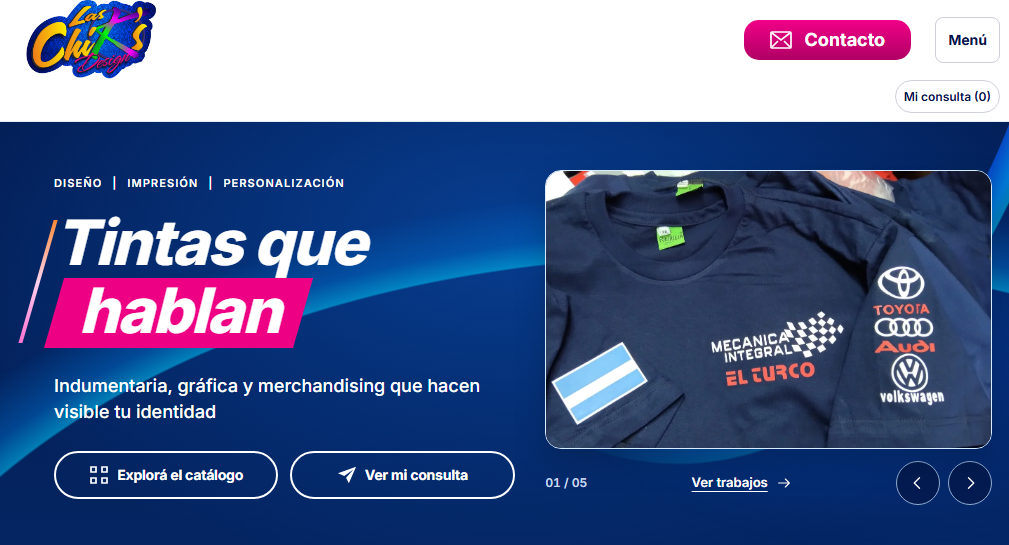 Las
Chik's
Design
Contacto
Menú
Mi consulta (0)
DISEÑO | IMPRESIÓN | PERSONALIZACIÓN
Tintas que
hablan
Indumentaria, gráfica y merchandising que hacen
visible tu identidad
Explorá el catálogo
Ver mi consulta
MECANICA
INTEGRAL
EL TURCO
TOYOTA
Audi
volkswagen
01 / 05
Ver trabajos